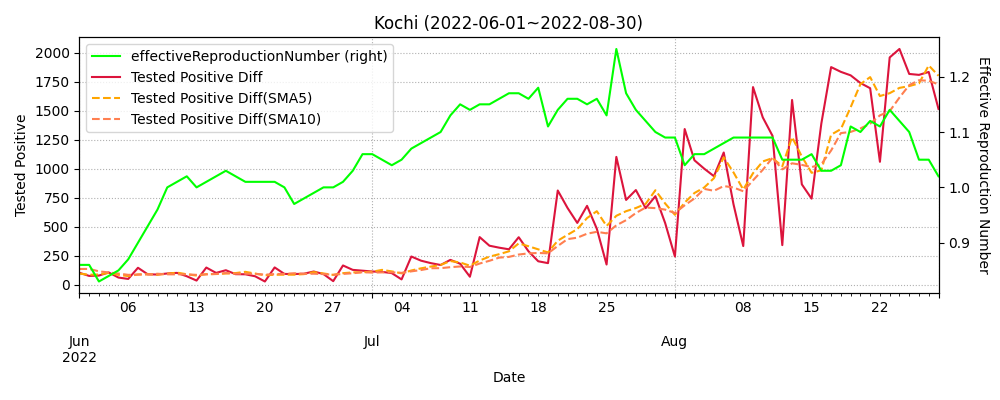 Kochi (2022-06-01~2022-08-30)
effectiveReproductionNumber (right)
Tested Positive Diff
Tested Positive Diff(SMA5)
Tested Positive Diff(SMA10)
Tested Positive
2000
1750
1500
1250
1000
750
500
250
0
1.2
1.1
1.0
0.9
Effective Reproduction Number
06 13 20 27 04 11 18 25 08 15 22
Jun Jul Aug
2022
Date